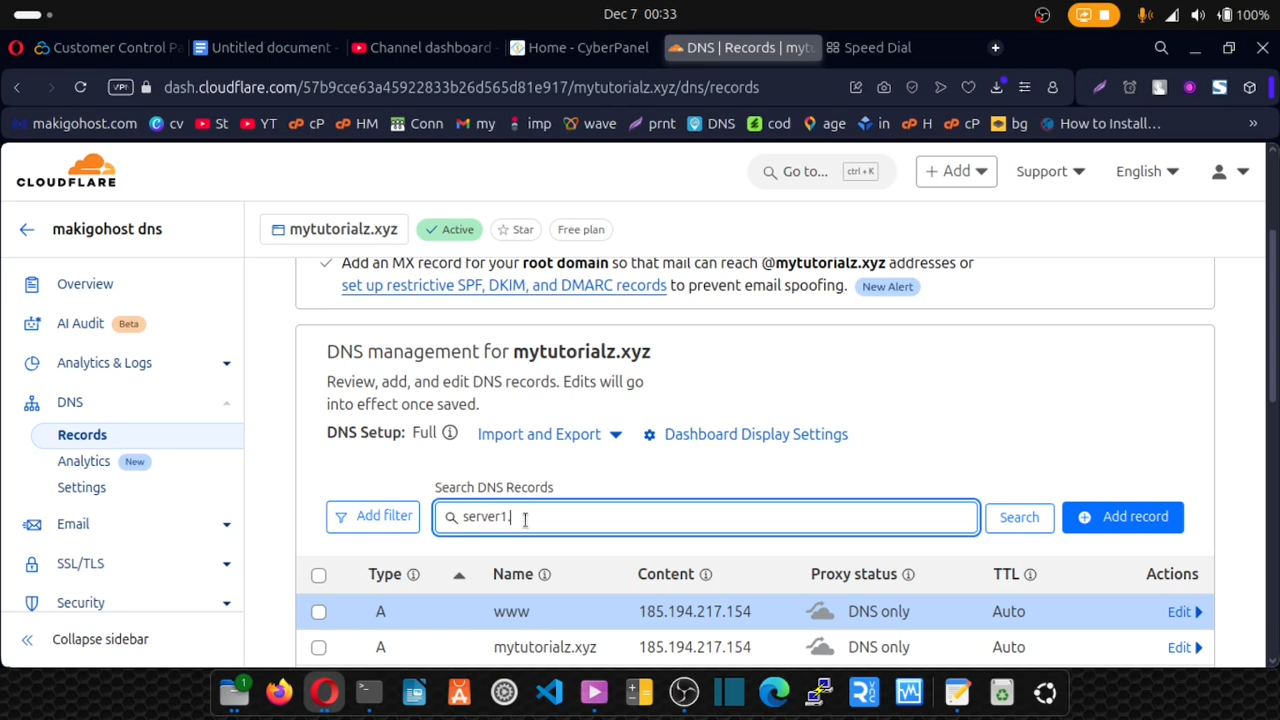 Dec 7 00:33
100%
Customer Control Pa
Untitled document -
Channel dashboard -
Home - CyberPanel
DNS | Records | mytu
Speed Dial
VPN
dash.cloudflare.com/57b9cce63a45922833b26d565d81e917/mytutorialz.xyz/dns/records
makigohost.com
cv
St
YT
cP
HM
Conn
my
imp
wave
prnt
DNS
cod
age
in
H
cP
bg
How to Install...
»
CLOUDFLARE
Go to...
ctrl + K
+ Add
Support
English
makigohost dns
mytutorialz.xyz
Active
Star
Free plan
Add an MX record for your root domain so that mail can reach @mytutorialz.xyz addresses or
set up restrictive SPF, DKIM, and DMARC records to prevent email spoofing.
New Alert
Overview
AI Audit
Beta
Analytics & Logs
DNS
Records
Analytics
New
Settings
Email
SSL/TLS
Security
Collapse sidebar
DNS management for mytutorialz.xyz
Review, add, and edit DNS records. Edits will
go into effect once saved.
DNS Setup: Full
Import and Export
Dashboard Display Settings
Search DNS Records
Add filter
server1.
Search
Add record
Type
Name
Content
Proxy status
TTL
Actions
A
www
185.194.217.154
DNS only
Auto
Edit
A
mytutorialz.xyz
185.194.217.154
DNS only
Auto
Edit
1